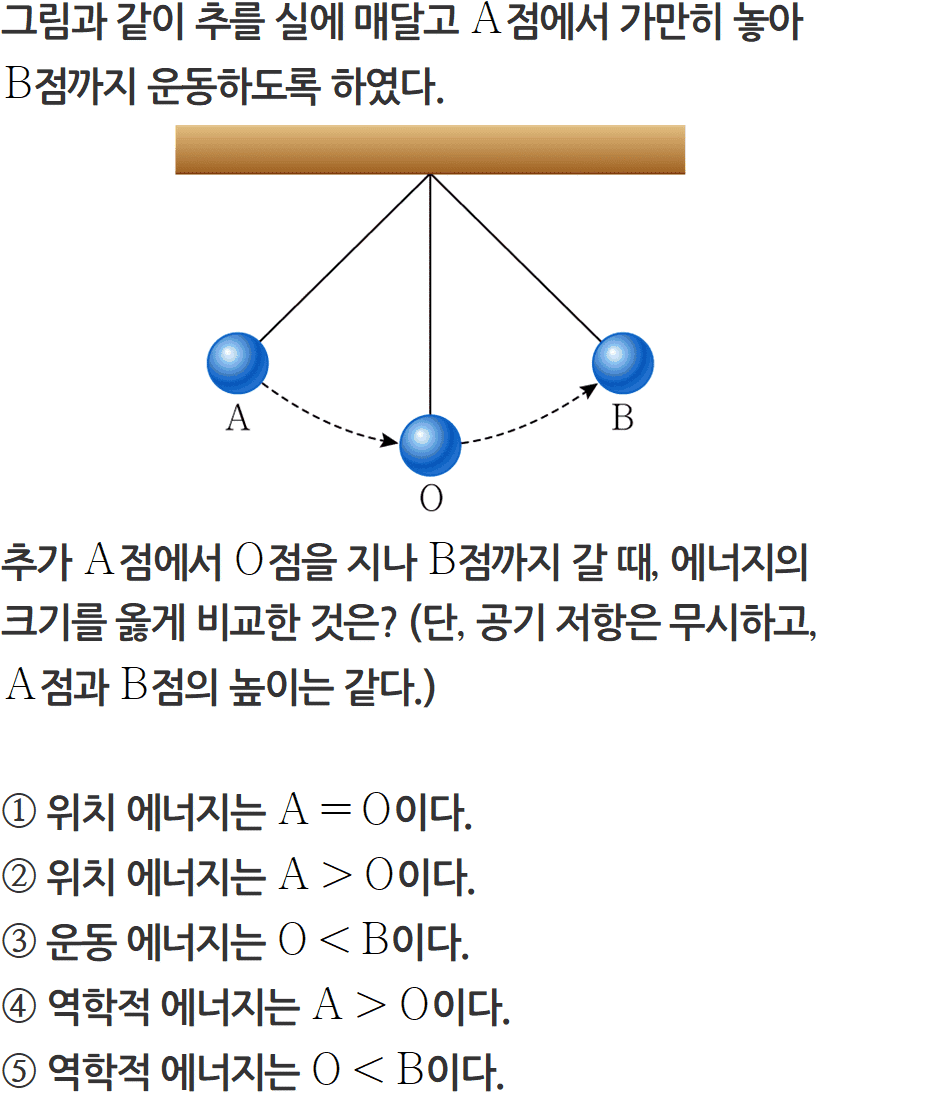 그림과 같이 추를 실에 매달고 A점에서 가만히 놓아
B점까지 운동하도록 하였다.
A
B
O
추가 A점에서 O점을 지나 B점까지 갈 때, 에너지의
크기를 옳게 비교한 것은? (단, 공기 저항은 무시하고,
A점과 B점의 높이는 같다.)
① 위치 에너지는 A = O이다.
② 위치 에너지는 A > O이다.
③ 운동 에너지는 O < B이다.
④ 역학적 에너지는 A > O이다.
⑤ 역학적 에너지는 O < B이다.